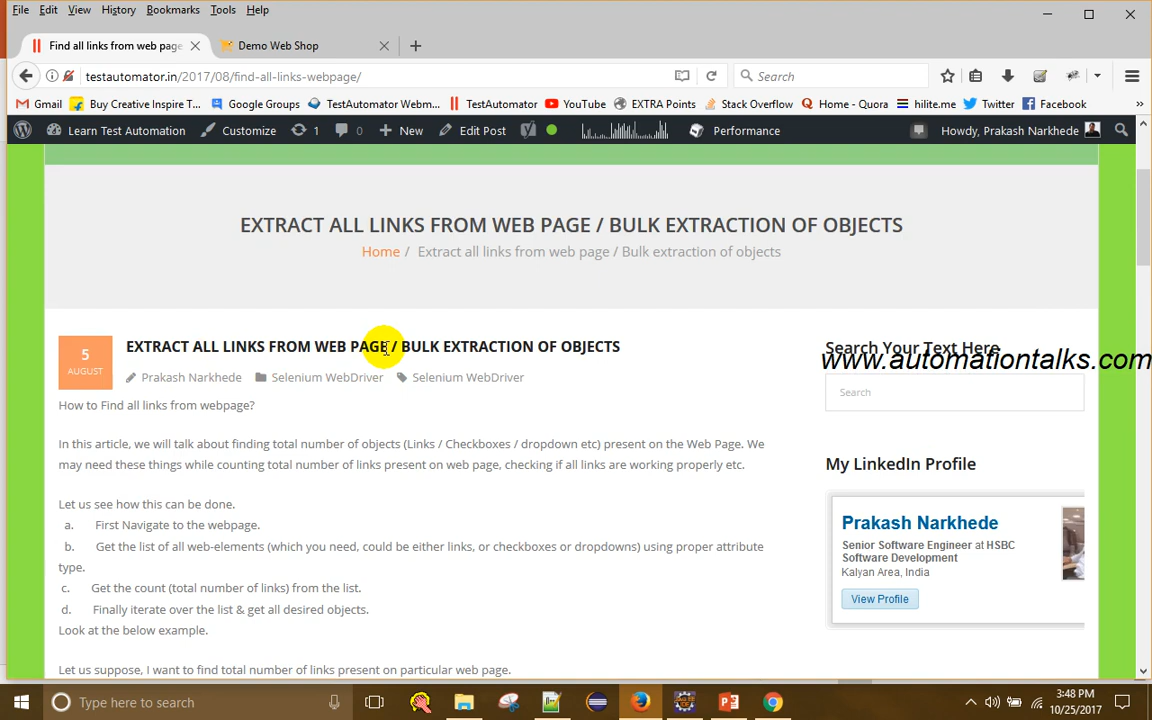 File Edit View History Bookmarks Tools Help
Find all links from web page
Demo Web Shop
testautomator.in/2017/08/find-all-links-webpage/
Search
Gmail Buy Creative Inspire T... Google Groups TestAutomator Webm... TestAutomator YouTube EXTRA Points Stack Overflow Home - Quora hilite.me Twitter Facebook
Learn Test Automation Customize 1 0 New Edit Post Performance Howdy, Prakash Narkhede
EXTRACT ALL LINKS FROM WEB PAGE / BULK EXTRACTION OF OBJECTS
Home / Extract all links from web page / Bulk extraction of objects
5
AUGUST
EXTRACT ALL LINKS FROM WEB PAGE / BULK EXTRACTION OF OBJECTS
Prakash Narkhede Selenium WebDriver Selenium WebDriver
How to Find all links from webpage?
In this article, we will talk about finding total number of objects (Links / Checkboxes / dropdown etc) present on the Web Page. We
may need these things while counting total number of links present on web page, checking if all links are working properly etc.
Let us see how this can be done.
a. First Navigate to the webpage.
b. Get the list of all web-elements (which you need, could be either links, or checkboxes or dropdowns) using proper attribute
type.
c. Get the count (total number of links) from the list.
d. Finally iterate over the list & get all desired objects.
Look at the below example.
Let us suppose, I want to find total number of links present on particular web page.
Search Your Text Here
www.automationtalks.com
Search
My LinkedIn Profile
Prakash Narkhede
Senior Software Engineer at HSBC
Software Development
Kalyan Area, India
View Profile
Type here to search
3:48 PM
10/25/2017